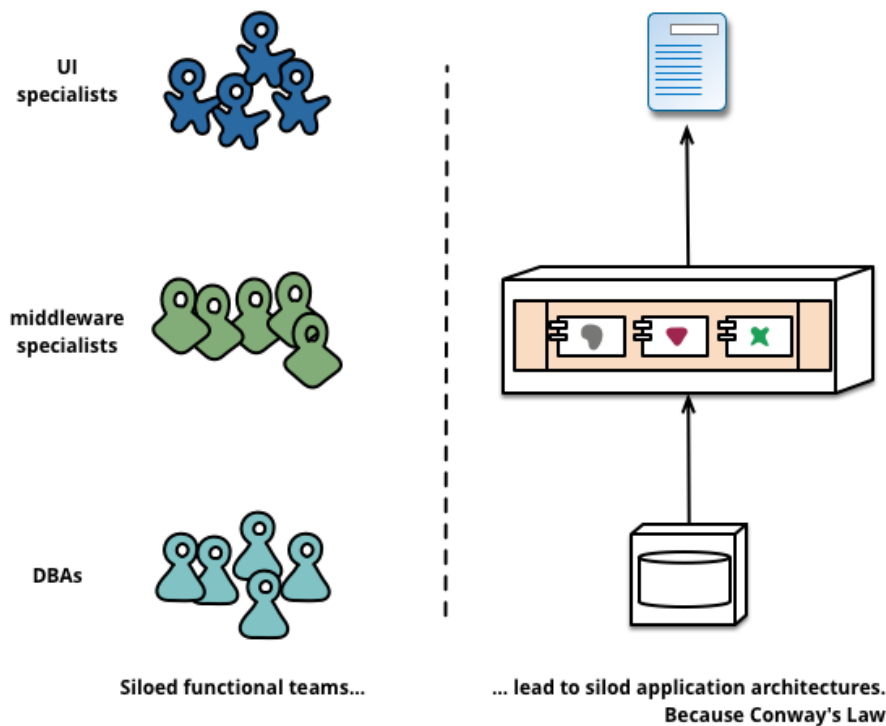 UI
specialists
middleware
specialists
DBAs
Siloed functional teams...
... lead to silod application architectures.
Because Conway's Law